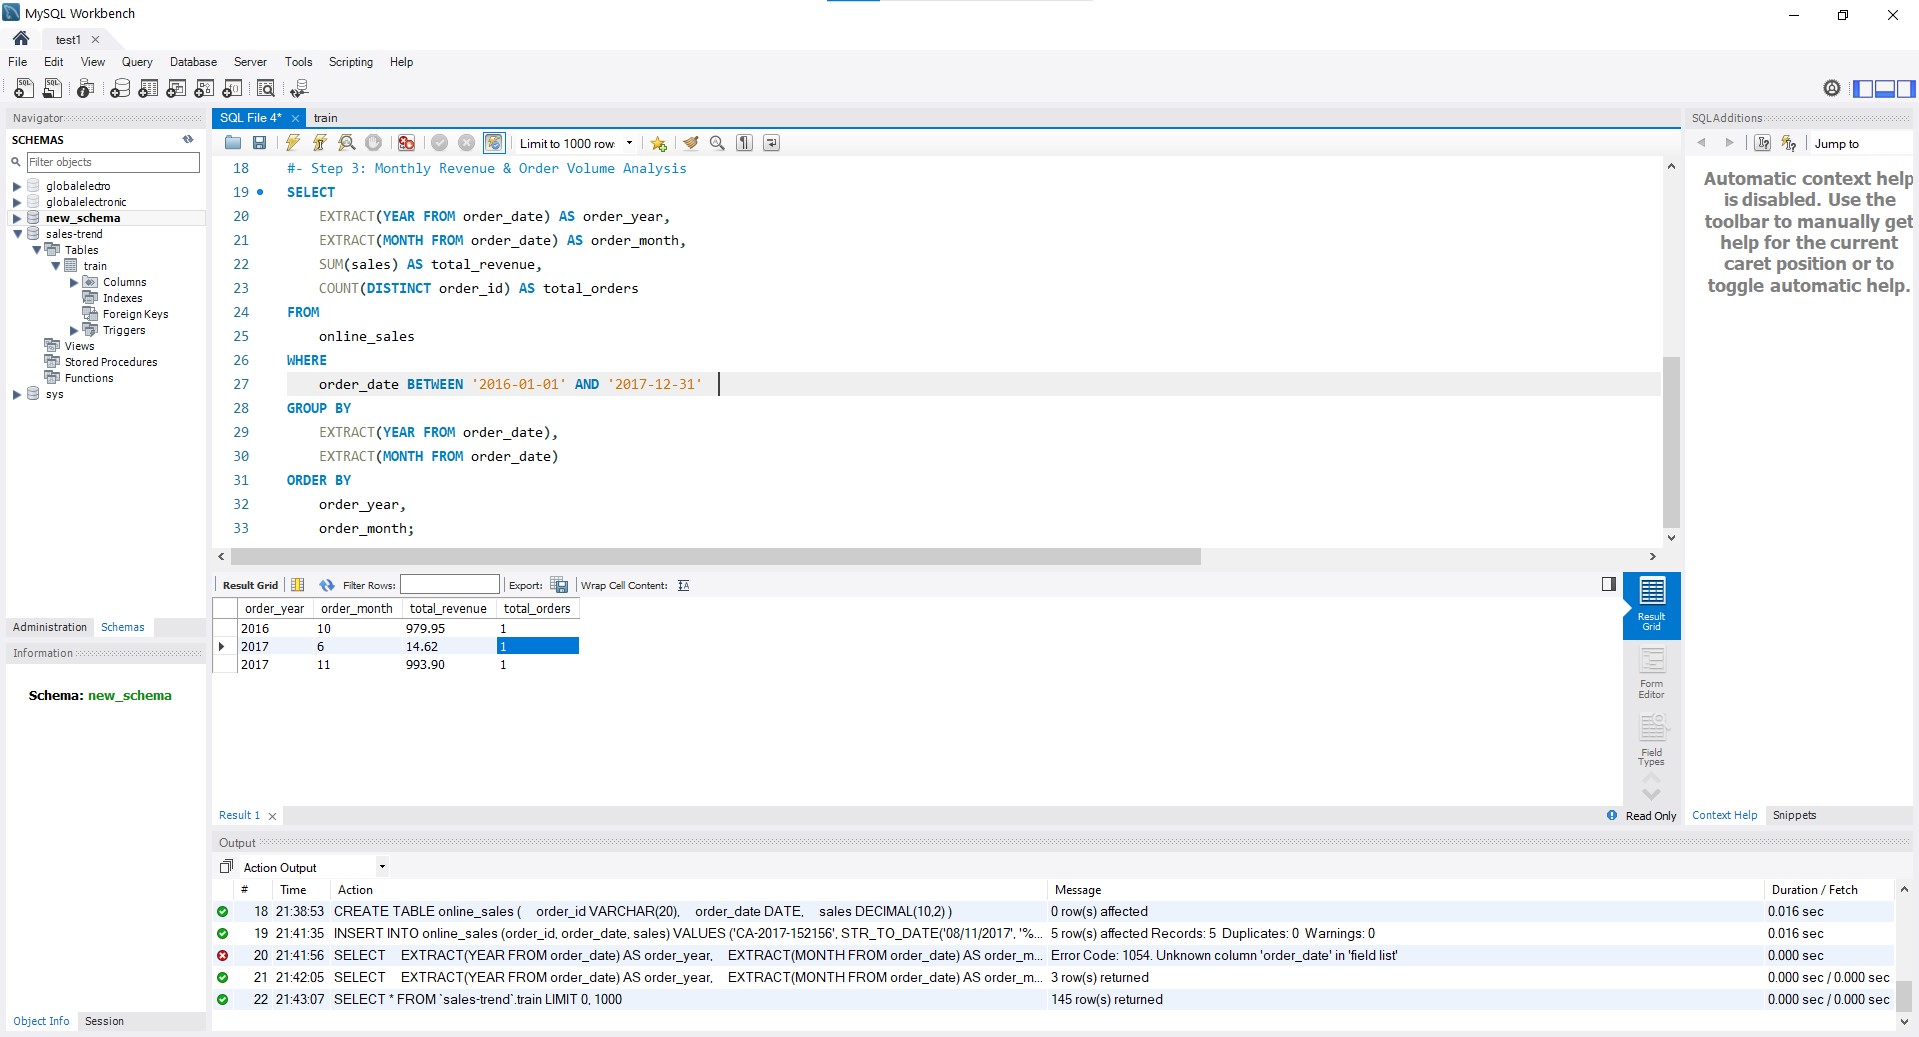 MySQL Workbench
test1
File Edit View Query Database Server Tools Scripting Help
Navigator
SCHEMAS
Filter objects
globalelectro
globalelectronic
new_schema
sales-trend
Tables
train
Columns
Indexes
Foreign Keys
Triggers
Views
Stored Procedures
Functions
sys
Administration Schemas
Information
Schema: new_schema
Object Info Session
SQL File 4* train
Limit to 1000 row
18 #- Step 3: Monthly Revenue & Order Volume Analysis
19 SELECT
20 EXTRACT(YEAR FROM order_date) AS order_year,
21 EXTRACT(MONTH FROM order_date) AS order_month,
22 SUM(sales) AS total_revenue,
23 COUNT(DISTINCT order_id) AS total_orders
24 FROM
25 online_sales
26 WHERE
27 order_date BETWEEN '2016-01-01' AND '2017-12-31'
28 GROUP BY
29 EXTRACT(YEAR FROM order_date),
30 EXTRACT(MONTH FROM order_date)
31 ORDER BY
32 order_year,
33 order_month;
Result Grid Filter Rows: Export: Wrap Cell Content:
order_year order_month total_revenue total_orders
2016 10 979.95 1
2017 6 14.62 1
2017 11 993.90 1
Result
Grid
Form
Editor
Field
Types
Result 1
Read Only
SQLAdditions
Jump to
Automatic context help
is disabled. Use the
toolbar to manually get
help for the current
caret position or to
toggle automatic help.
Context Help Snippets
Output
Action Output
# Time Action Message Duration / Fetch
18 21:38:53 CREATE TABLE online_sales ( order_id VARCHAR(20), order_date DATE, sales DECIMAL(10,2) ) 0 row(s) affected 0.016 sec
19 21:41:35 INSERT INTO online_sales (order_id, order_date, sales) VALUES ('CA-2017-152156', STR_TO_DATE('08/11/2017', '%... 5 row(s) affected Records: 5 Duplicates: 0 Warnings: 0 0.016 sec
20 21:41:56 SELECT EXTRACT(YEAR FROM order_date) AS order_year, EXTRACT(MONTH FROM order_date) AS order_m... Error Code: 1054. Unknown column 'order_date' in 'field list' 0.000 sec
21 21:42:05 SELECT EXTRACT(YEAR FROM order_date) AS order_year, EXTRACT(MONTH FROM order_date) AS order_m... 3 row(s) returned 0.000 sec / 0.000 sec
22 21:43:07 SELECT * FROM `sales-trend`.train LIMIT 0, 1000 145 row(s) returned 0.000 sec / 0.000 sec